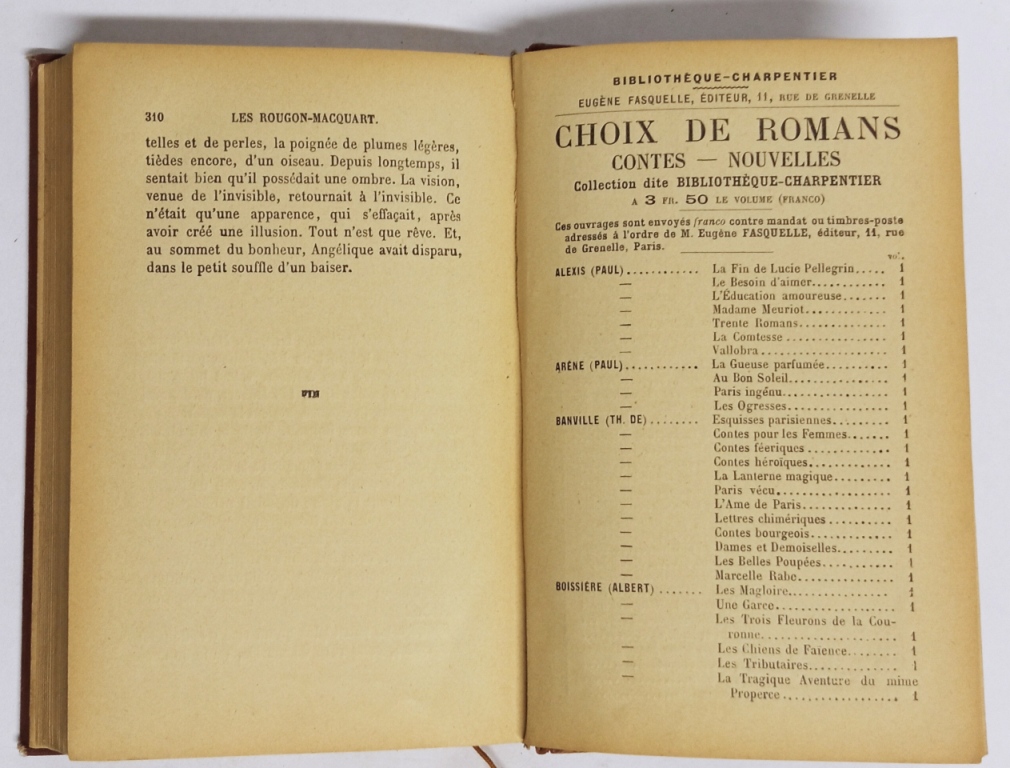 310 LES ROUGON-MACQUART.
telles et de perles, la poignée de plumes légères,
tièdes encore, d'un oiseau. Depuis longtemps, il
sentait bien qu'il possédait une ombre. La vision,
venue de l'invisible, retournait à l'invisible. Ce
n'était qu'une apparence, qui s'effaçait, après
avoir créé une illusion. Tout n'est que rêve. Et,
au sommet du bonheur, Angélique avait disparu,
dans le petit souffle d'un baiser.
FIN
BIBLIOTHÈQUE-CHARPENTIER
EUGÈNE FASQUELLE, ÉDITEUR, 11, RUE DE GRENELLE
CHOIX DE ROMANS
CONTES — NOUVELLES
Collection dite BIBLIOTHÈQUE-CHARPENTIER
A 3 FR. 50 LE VOLUME (FRANCO)
Ces ouvrages sont envoyés franco contre mandat ou timbres-poste
adressés à l'ordre de M. Eugène FASQUELLE, éditeur, 11, rue
de Grenelle, Paris.
vol.
ALEXIS (PAUL)............ La Fin de Lucie Pellegrin..... 1
— Le Besoin d'aimer............ 1
— L'Éducation amoureuse....... 1
— Madame Meuriot............. 1
— Trente Romans.............. 1
— La Comtesse ............... 1
— Vallobra................... 1
ARÈNE (PAUL)............ La Gueuse parfumée.......... 1
— Au Bon Soleil............... 1
— Paris ingénu................ 1
— Les Ogresses................ 1
BANVILLE (TH. DE)........ Esquisses parisiennes......... 1
— Contes pour les Femmes....... 1
— Contes féeriques ............ 1
— Contes héroïques............ 1
— La Lanterne magique......... 1
— Paris vécu.................. 1
— L'Ame de Paris.............. 1
— Lettres chimériques .......... 1
— Contes bourgeois............ 1
— Dames et Demoiselles......... 1
— Les Belles Poupées........... 1
— Marcelle Rabe............... 1
BOISSIÈRE (ALBERT) ....... Les Magloire................ 1
— Une Garce.................. 1
— Les Trois Fleurons de la Cou-
ronne.................... 1
— Les Chiens de Faience........ 1
— Les Tributaires.............. 1
— La Tragique Aventure du mime
Properce .................. 1